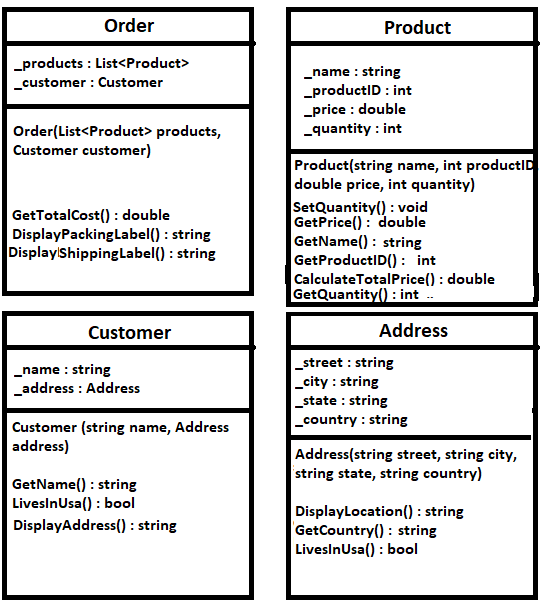 Order
_products : List<Product>
_customer : Customer
Order(List<Product> products,
Customer customer)
GetTotalCost() : double
DisplayPackingLabel() : string
DisplayShippingLabel() : string
Product
_name : string
_productID : int
_price : double
_quantity : int
Product(string name, int productID
double price, int quantity)
SetQuantity() : void
GetPrice() : double
GetName() : string
GetProductID() : int
CalculateTotalPrice() : double
GetQuantity() : int ..
Customer
_name : string
_address : Address
Customer (string name, Address
address)
GetName() : string
LivesInUsa() : bool
DisplayAddress() : string
Address
_street : string
_city : string
_state : string
_country : string
Address(string street, string city,
string state, string country)
DisplayLocation() : string
GetCountry() : string
LivesInUsa() : bool